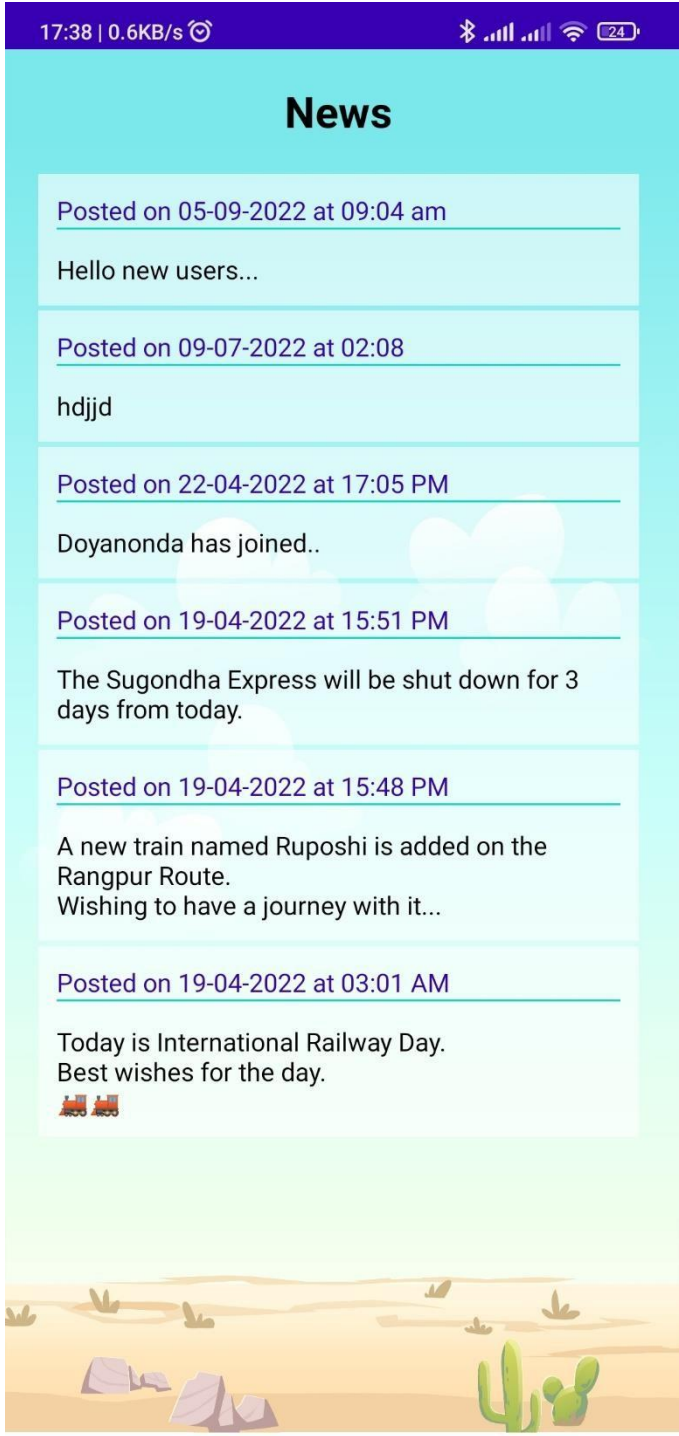 17:38 | 0.6KB/s
24
News
Posted on 05-09-2022 at 09:04 am
Hello new users...
Posted on 09-07-2022 at 02:08
hdjjd
Posted on 22-04-2022 at 17:05 PM
Doyanonda has joined..
Posted on 19-04-2022 at 15:51 PM
The Sugondha Express will be shut down for 3
days from today.
Posted on 19-04-2022 at 15:48 PM
A new train named Ruposhi is added on the
Rangpur Route.
Wishing to have a journey with it...
Posted on 19-04-2022 at 03:01 AM
Today is International Railway Day.
Best wishes for the day.
🚂🚂